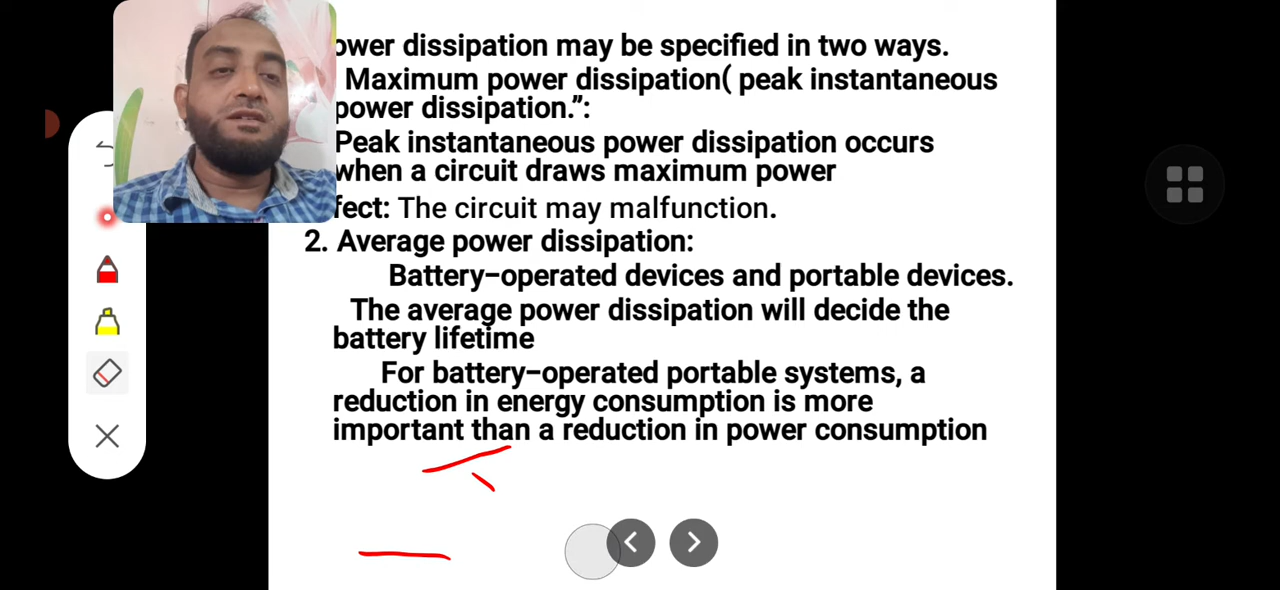 ower dissipation may be specified in two ways.
Maximum power dissipation( peak instantaneous
power dissipation.”:
Peak instantaneous power dissipation occurs
when a circuit draws maximum power
fect: The circuit may malfunction.
2. Average power dissipation:
Battery-operated devices and portable devices.
The average power dissipation will decide the
battery lifetime
For battery-operated portable systems, a
reduction in energy consumption is more
important than a reduction in power consumption